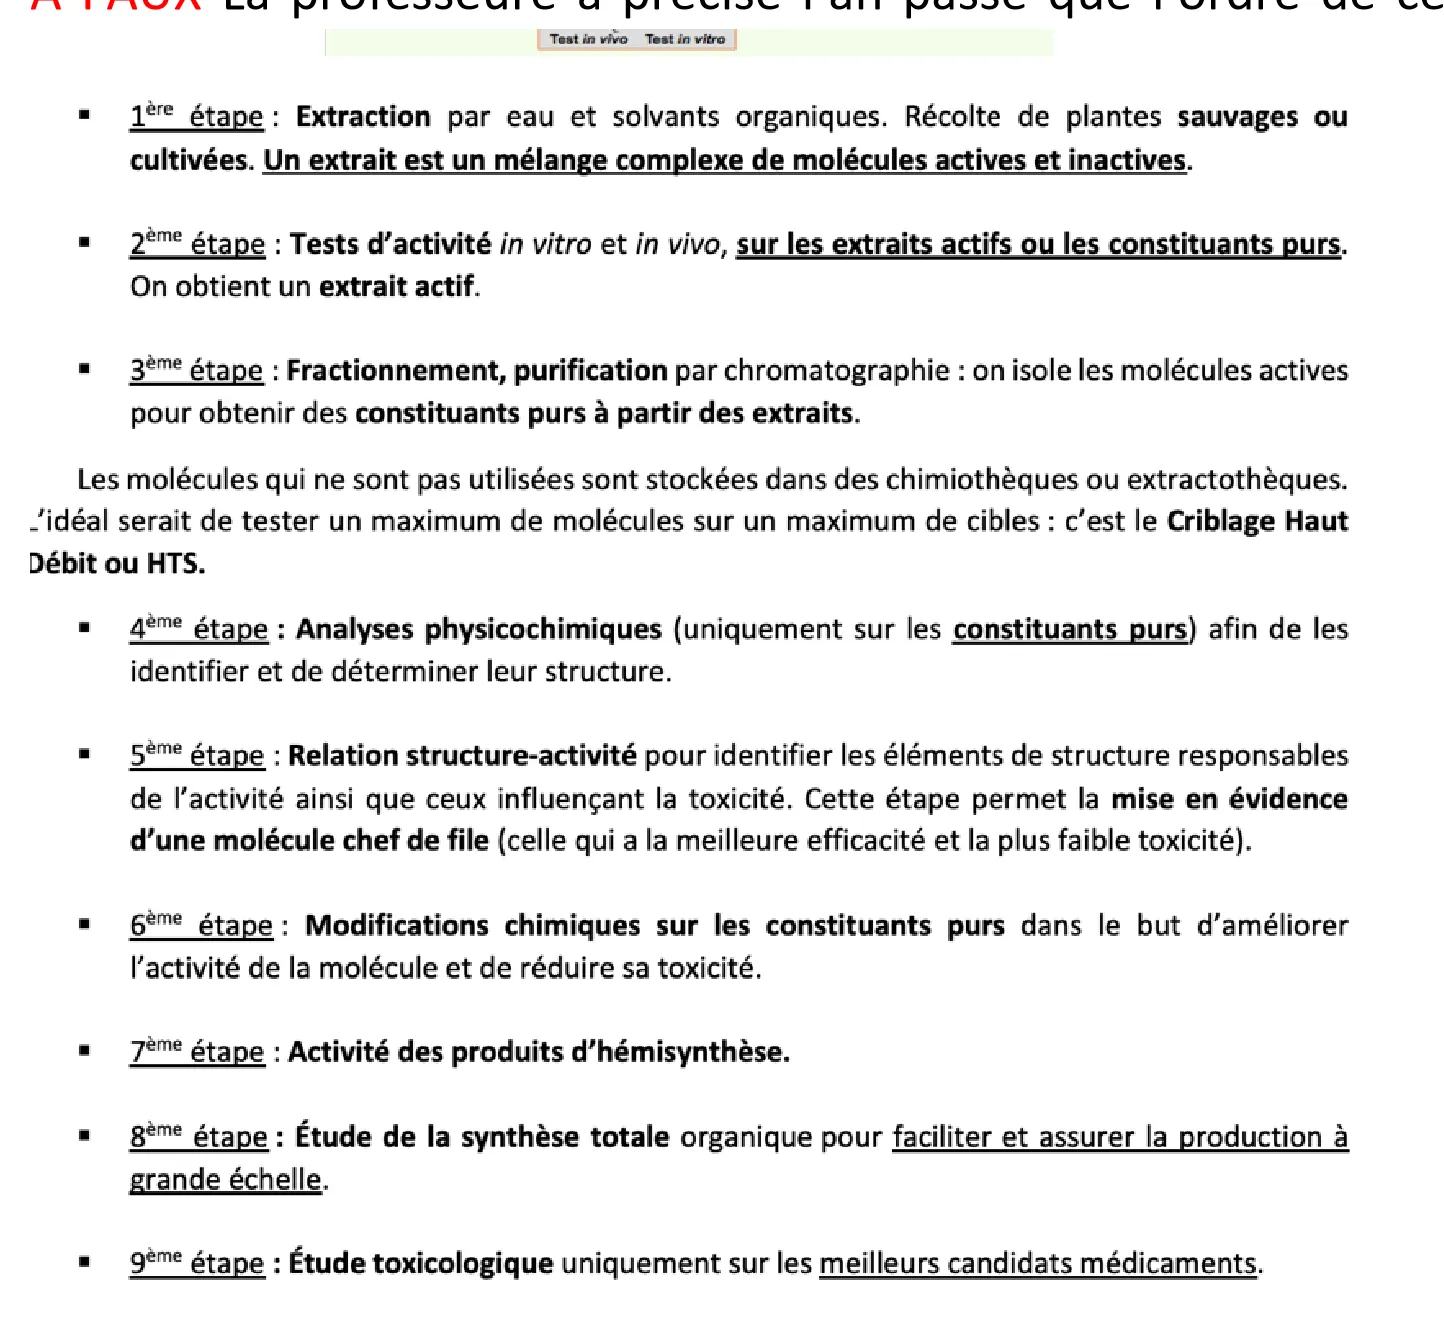 A FAUX La professeure a précisé l'an passé que l'ordre de ce
Test in vivo Test in vitro
▪ 1ère étape : Extraction par eau et solvants organiques. Récolte de plantes sauvages ou
cultivées. Un extrait est un mélange complexe de molécules actives et inactives.
▪ 2ème étape : Tests d'activité in vitro et in vivo, sur les extraits actifs ou les constituants purs.
On obtient un extrait actif.
▪ 3ème étape : Fractionnement, purification par chromatographie : on isole les molécules actives
pour obtenir des constituants purs à partir des extraits.
Les molécules qui ne sont pas utilisées sont stockées dans des chimiothèques ou extractothèques.
L'idéal serait de tester un maximum de molécules sur un maximum de cibles : c'est le Criblage Haut
Débit ou HTS.
▪ 4ème étape : Analyses physicochimiques (uniquement sur les constituants purs) afin de les
identifier et de déterminer leur structure.
▪ 5ème étape : Relation structure-activité pour identifier les éléments de structure responsables
de l'activité ainsi que ceux influençant la toxicité. Cette étape permet la mise en évidence
d'une molécule chef de file (celle qui a la meilleure efficacité et la plus faible toxicité).
▪ 6ème étape : Modifications chimiques sur les constituants purs dans le but d'améliorer
l'activité de la molécule et de réduire sa toxicité.
▪ 7ème étape : Activité des produits d'hémisynthèse.
▪ 8ème étape : Étude de la synthèse totale organique pour faciliter et assurer la production à
grande échelle.
▪ 9ème étape : Étude toxicologique uniquement sur les meilleurs candidats médicaments.